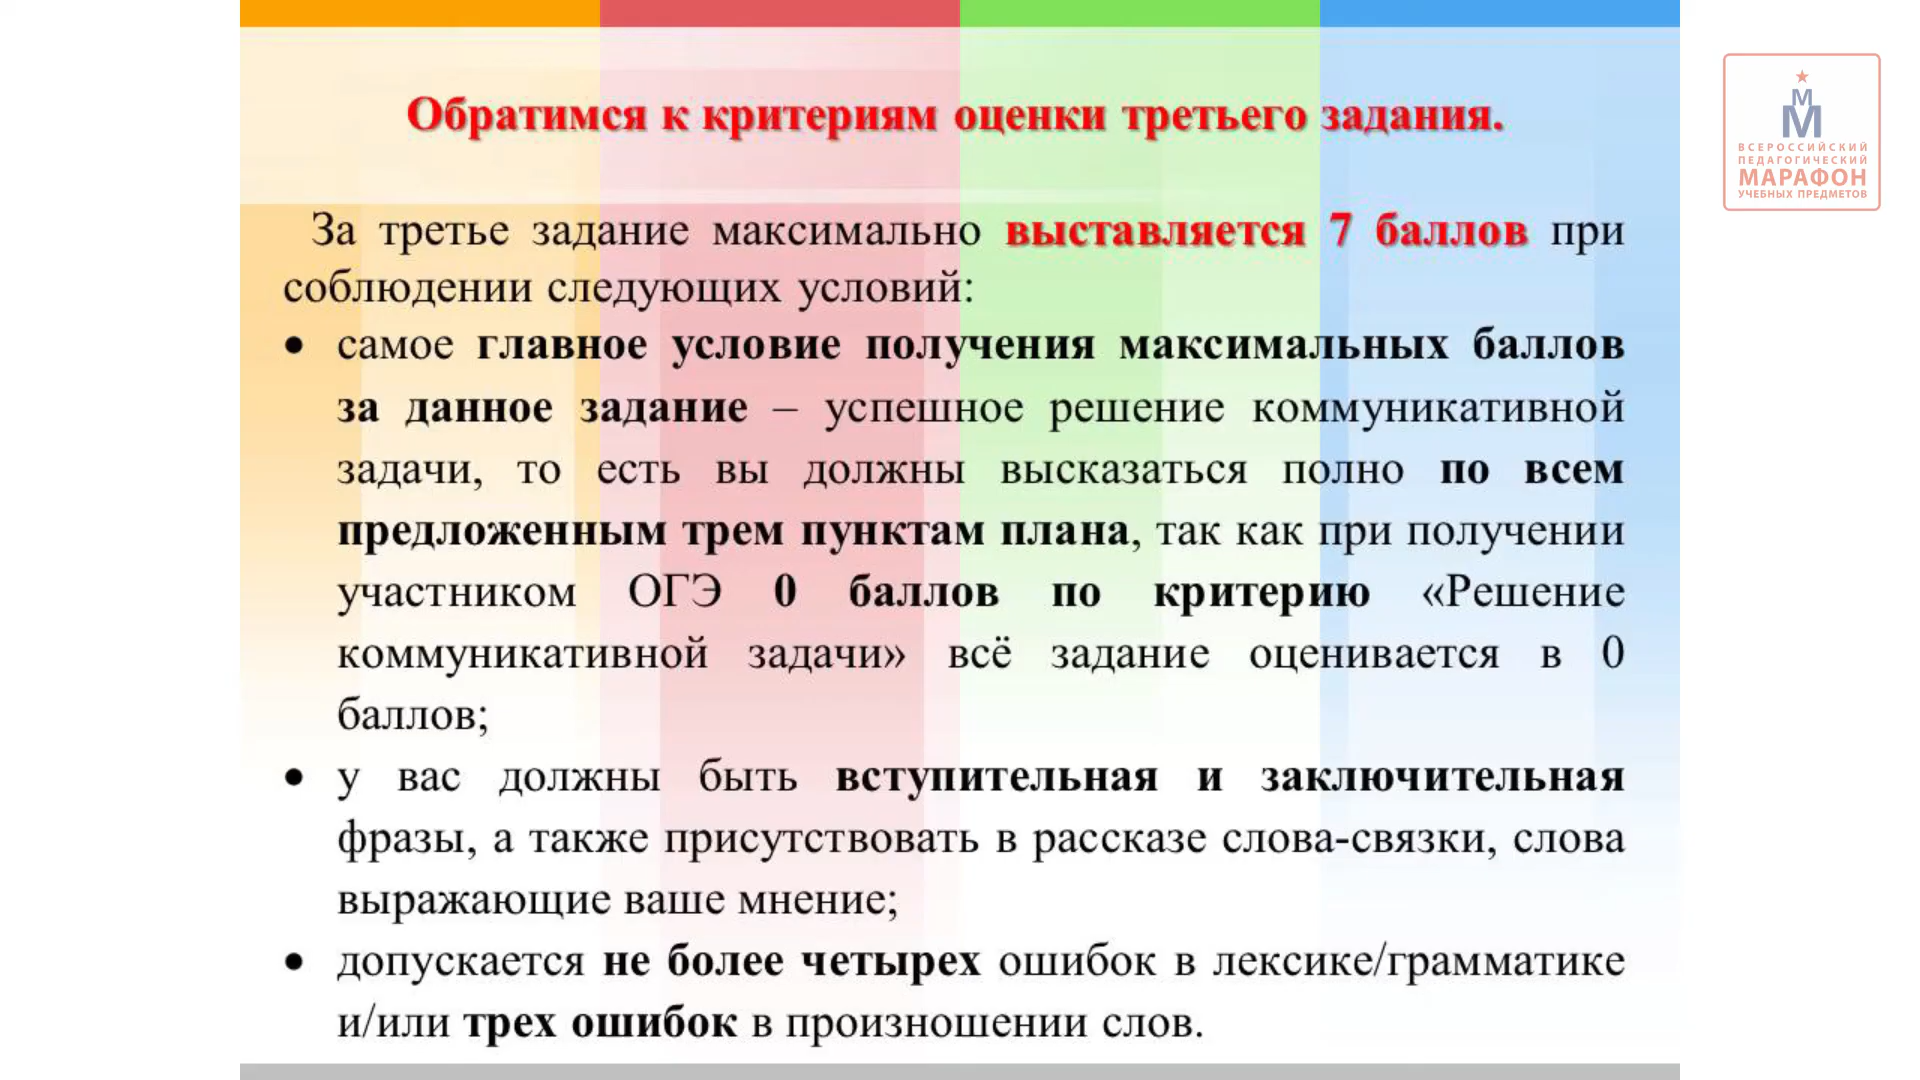 Обратимся к критериям оценки третьего задания.
За третье задание максимально выставляется 7 баллов при
соблюдении следующих условий:
• самое главное условие получения максимальных баллов
за данное задание – успешное решение коммуникативной
задачи, то есть вы должны высказаться полно по всем
предложенным трем пунктам плана, так как при получении
участником ОГЭ 0 баллов по критерию «Решение
коммуникативной задачи» всё задание оценивается в 0
баллов;
• у вас должны быть вступительная и заключительная
фразы, а также присутствовать в рассказе слова-связки, слова
выражающие ваше мнение;
• допускается не более четырех ошибок в лексике/грамматике
и/или трех ошибок в произношении слов.
М
М
ВСЕРОССИЙСКИЙ
ПЕДАГОГИЧЕСКИЙ
МАРАФОН
УЧЕБНЫХ ПРЕДМЕТОВ